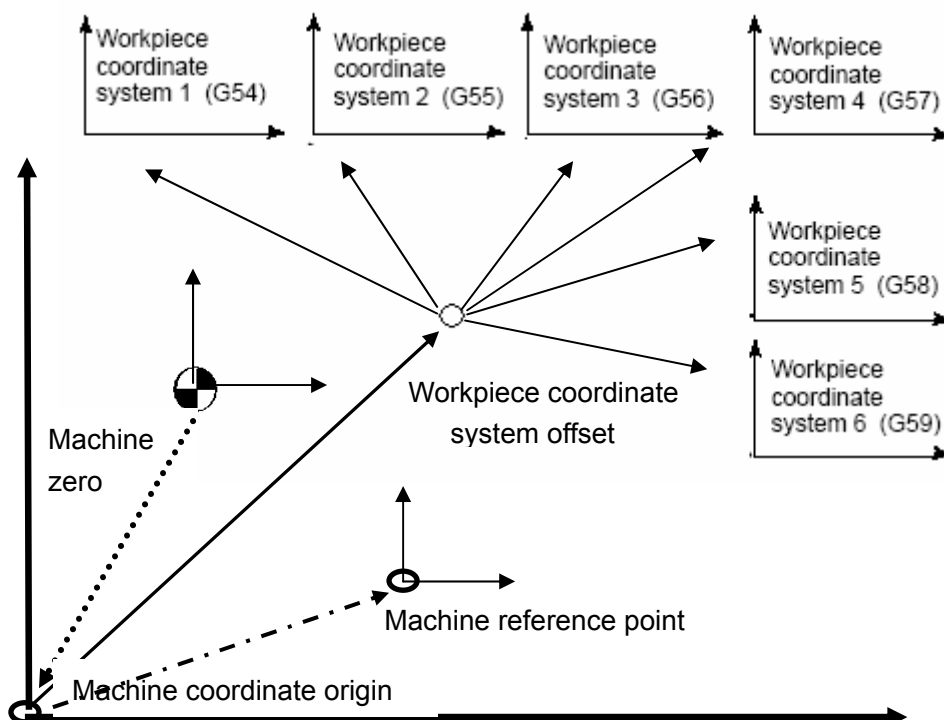 Workpiece
coordinate
system 1 (G54)
Workpiece
coordinate
system 2 (G55)
Workpiece
coordinate
system 3 (G56)
Workpiece
coordinate
system 4 (G57)
Workpiece
coordinate
system 5 (G58)
Workpiece
coordinate
system 6 (G59)
Workpiece coordinate
system offset
Machine
zero
Machine reference point
Machine coordinate origin